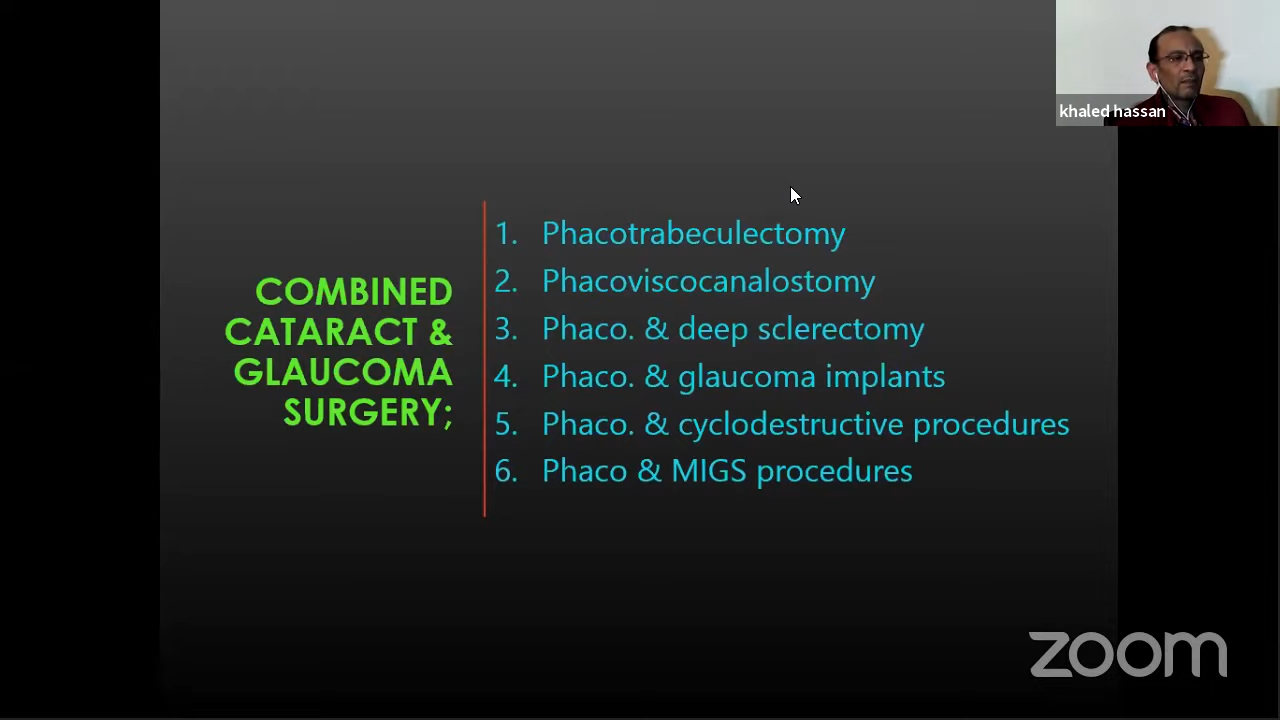 khaled hassan
COMBINED
CATARACT &
GLAUCOMA
SURGERY;
1. Phacotrabeculectomy
2. Phacoviscocanalostomy
3. Phaco. & deep sclerectomy
4. Phaco. & glaucoma implants
5. Phaco. & cyclodestructive procedures
6. Phaco & MIGS procedures
zoom